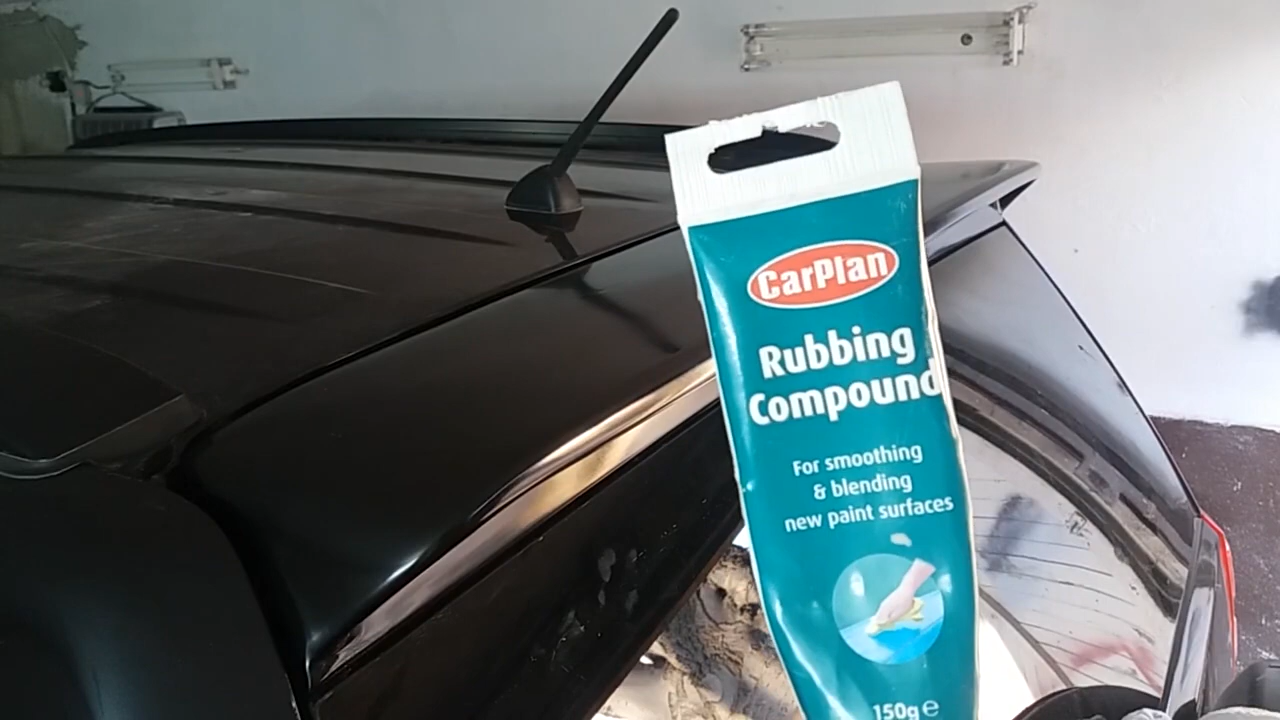 CarPlan
Rubbing
Compound
For smoothing
& blending
new paint surfaces
150g e